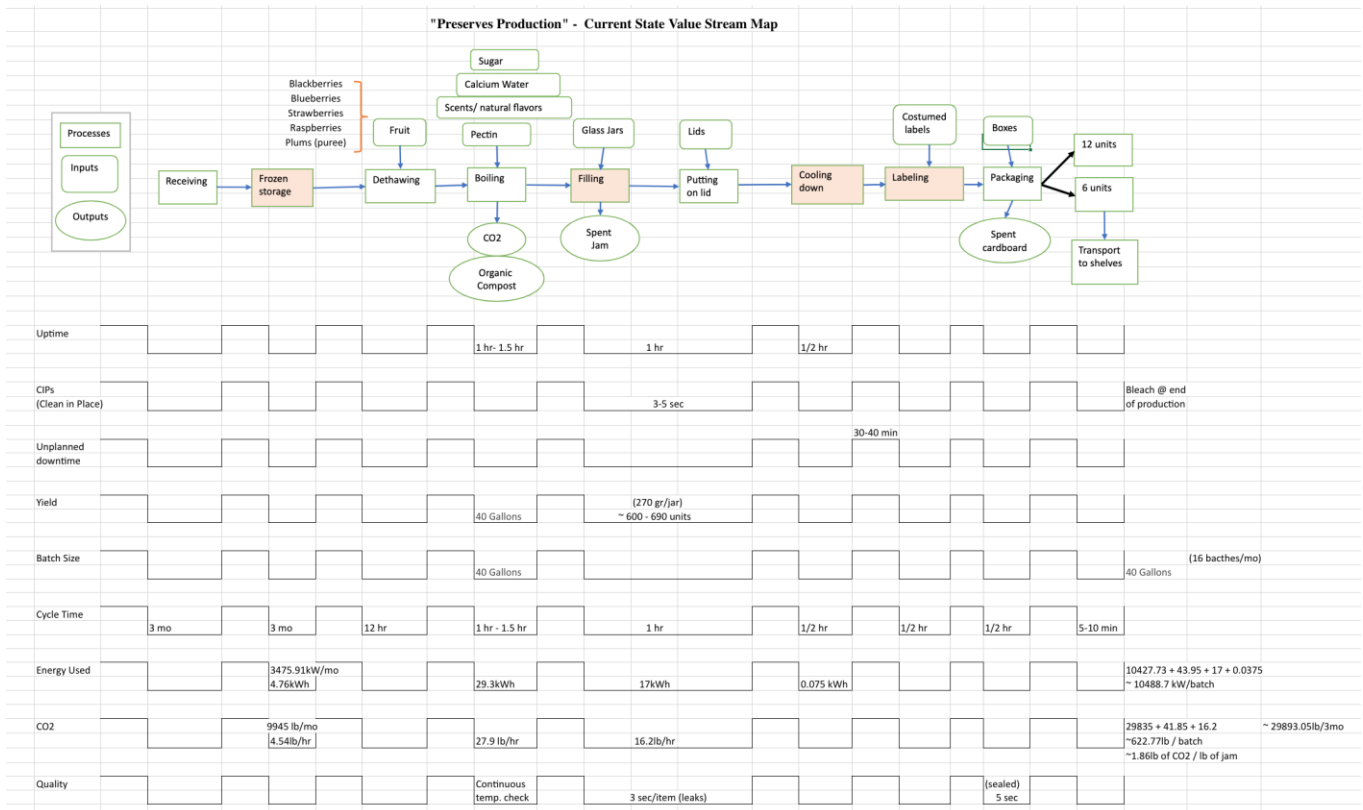 "Preserves Production" - Current State Value Stream Map
Sugar
Calcium Water
Scents/ natural flavors
Pectin
Blackberries
Blueberries
Strawberries
Raspberries
Plums (puree)
Fruit
Glass Jars
Lids
Costumed
labels
Boxes
Processes
Inputs
Outputs
Receiving
Frozen
storage
Dethawing
Boiling
Filling
Putting
on lid
Cooling
down
Labeling
Packaging
12 units
6 units
CO2
Organic
Compost
Spent
Jam
Spent
cardboard
Transport
to shelves
Uptime
1 hr- 1.5 hr
1 hr
1/2 hr
CIPs
(Clean in Place)
3-5 sec
Bleach @ end
of production
Unplanned
downtime
30-40 min
Yield
40 Gallons
(270 gr/jar)
~ 600 - 690 units
Batch Size
40 Gallons
(16 bacthes/mo)
40 Gallons
Cycle Time
3 mo
3 mo
12 hr
1 hr - 1.5 hr
1 hr
1/2 hr
1/2 hr
1/2 hr
5-10 min
Energy Used
3475.91kW/mo
4.76kWh
29.3kWh
17kWh
0.075 kWh
10427.73 + 43.95 + 17 + 0.0375
~ 10488.7 kW/batch
CO2
9945 lb/mo
4.54lb/hr
27.9 lb/hr
16.2lb/hr
29835 + 41.85 + 16.2
~ 29893.05lb/3mo
~622.77lb / batch
~1.86lb of CO2 / lb of jam
Quality
Continuous
temp. check
3 sec/item (leaks)
(sealed)
5 sec